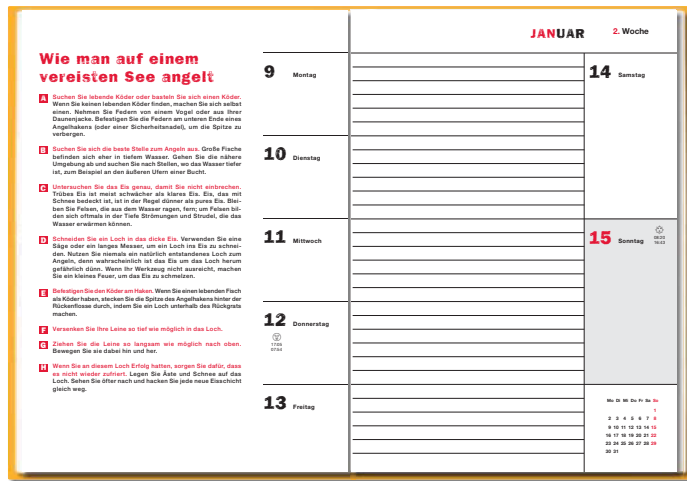 Wie man auf einem
vereisten See angelt
A Suchen Sie lebende Köder oder basteln Sie sich einen Köder.
Wenn Sie keinen lebenden Köder finden, machen Sie sich selbst
einen. Nehmen Sie Federn von einem Vogel oder aus Ihrer
Daunenjacke. Befestigen Sie die Federn am unteren Ende eines
Angelhakens (oder einer Sicherheitsnadel), um die Spitze zu
verbergen.
B Suchen Sie sich die beste Stelle zum Angeln aus. Große Fische
befinden sich eher in tiefem Wasser. Gehen Sie die nähere
Umgebung ab und suchen Sie nach Stellen, wo das Wasser tiefer
ist, zum Beispiel an den äußeren Ufern einer Bucht.
C Untersuchen Sie das Eis genau, damit Sie nicht einbrechen.
Trübes Eis ist meist schwächer als klares Eis. Eis, das mit
Schnee bedeckt ist, ist in der Regel dünner als pures Eis. Blei-
ben Sie Felsen, die aus dem Wasser ragen, fern; um Felsen bil-
den sich oftmals in der Tiefe Strömungen und Strudel, die das
Wasser erwärmen können.
D Schneiden Sie ein Loch in das dicke Eis. Verwenden Sie eine
Säge oder ein langes Messer, um ein Loch ins Eis zu schnei-
den. Nutzen Sie niemals ein natürlich entstandenes Loch zum
Angeln, denn wahrscheinlich ist das Eis um das Loch herum
gefährlich dünn. Wenn Ihr Werkzeug nicht ausreicht, machen
Sie ein kleines Feuer, um das Eis zu schmelzen.
E Befestigen Sie den Köder am Haken. Wenn Sie einen lebenden Fisch
als Köder haben, stecken Sie die Spitze des Angelhakens hinter der
Rückenflosse durch, indem Sie ein Loch unterhalb des Rückgrats
machen.
F Versenken Sie Ihre Leine so tief wie möglich in das Loch.
G Ziehen Sie die Leine so langsam wie möglich nach oben.
Bewegen Sie sie dabei hin und her.
H Wenn Sie an diesem Loch Erfolg hatten, sorgen Sie dafür, dass
es nicht wieder zufriert. Legen Sie Äste und Schnee auf das
Loch. Sehen Sie öfter nach und hacken Sie jede neue Eisschicht
gleich weg.
9 Montag
10 Dienstag
11 Mittwoch
12 Donnerstag
17:05
07:54
13 Freitag
JANUAR 2. Woche
14 Samstag
15 Sonntag
08:20
16:43
Mo Di Mi Do Fr Sa So
1
2 3 4 5 6 7 8
9 10 11 12 13 14 15
16 17 18 19 20 21 22
23 24 25 26 27 28 29
30 31